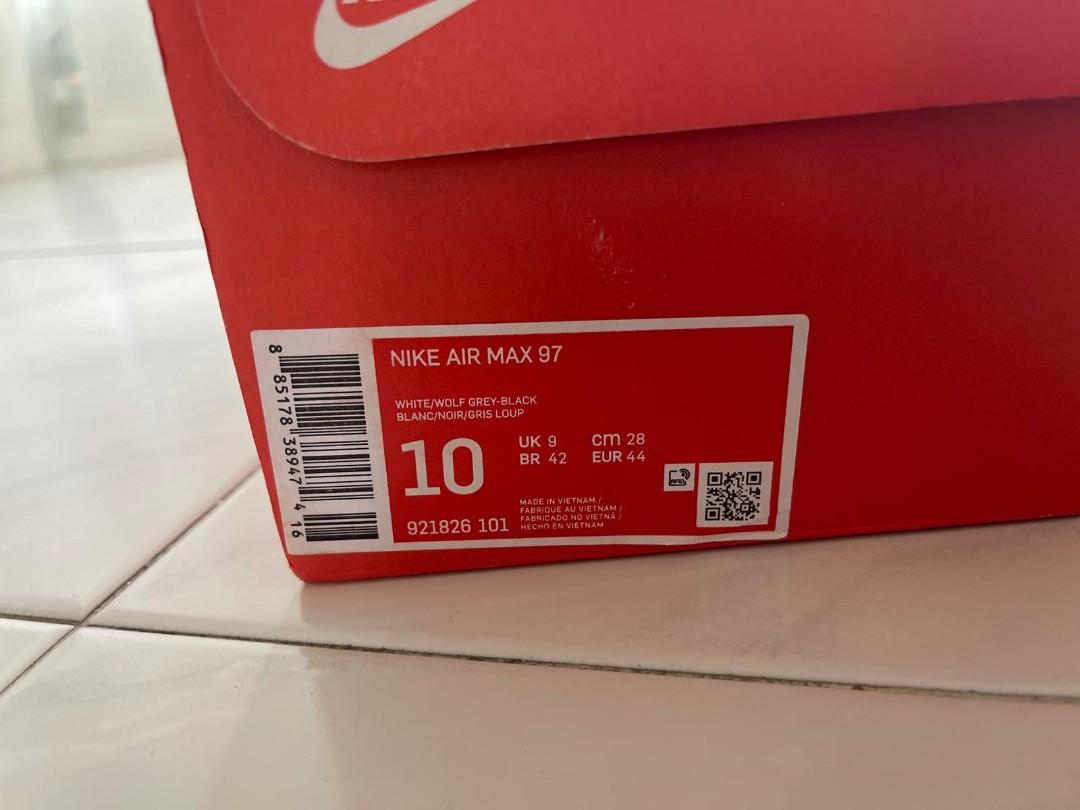 NIKE AIR MAX 97
WHITE/WOLF GREY-BLACK
BLANC/NOIR/GRIS LOUP
10
UK 9
cm 28
BR 42
EUR 44
MADE IN VIETNAM /
FABRIQUE AU VIETNAM /
FABRICADO NO VIETNÃ /
HECHO EN VIETNAM
921826 101
RFID
8 85178 38947 4 16